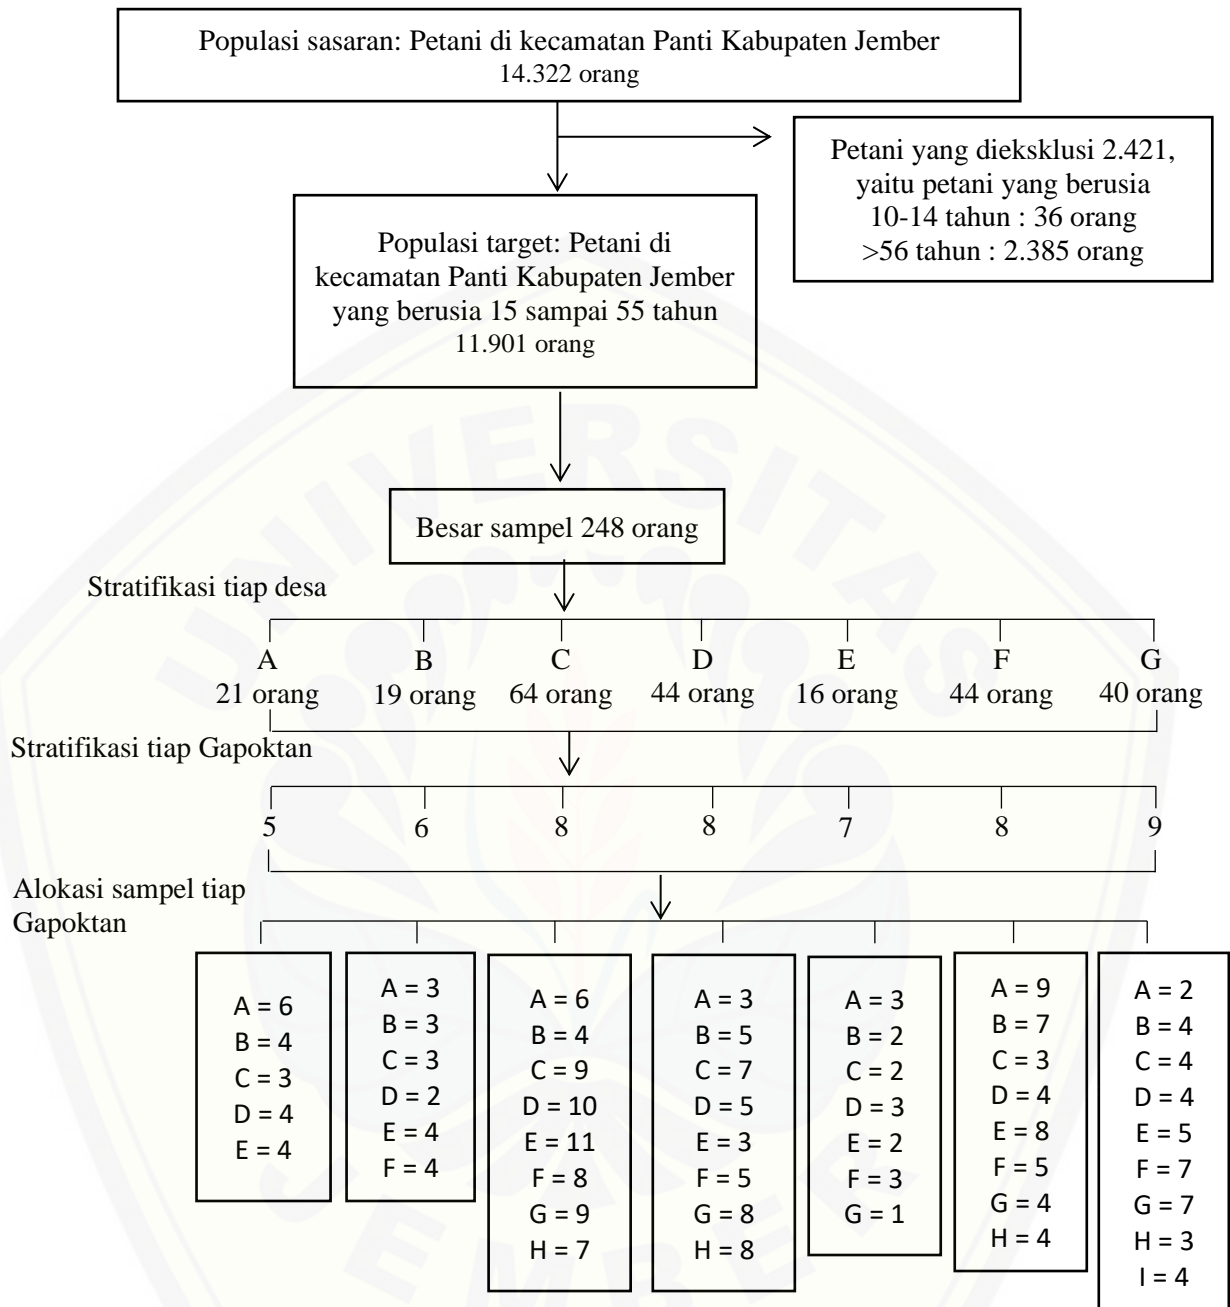 Populasi sasaran: Petani di kecamatan Panti Kabupaten Jember
14.322 orang
Petani yang dieksklusi 2.421,
yaitu petani yang berusia
10-14 tahun : 36 orang
>56 tahun : 2.385 orang
Populasi target: Petani di
kecamatan Panti Kabupaten Jember
yang berusia 15 sampai 55 tahun
11.901 orang
Besar sampel 248 orang
Stratifikasi tiap desa
A
21 orang
B
19 orang
C
64 orang
D
44 orang
E
16 orang
F
44 orang
G
40 orang
Stratifikasi tiap Gapoktan
5 6 8 8 7 8 9
Alokasi sampel tiap
Gapoktan
A = 6
B = 4
C = 3
D = 4
E = 4
A = 3
B = 3
C = 3
D = 2
E = 4
F = 4
A = 6
B = 4
C = 9
D = 10
E = 11
F = 8
G = 9
H = 7
A = 3
B = 5
C = 7
D = 5
E = 3
F = 5
G = 8
H = 8
A = 3
B = 2
C = 2
D = 3
E = 2
F = 3
G = 1
A = 9
B = 7
C = 3
D = 4
E = 8
F = 5
G = 4
H = 4
A = 2
B = 4
C = 4
D = 4
E = 5
F = 7
G = 7
H = 3
I = 4
UNIVERSITAS
JEMBER